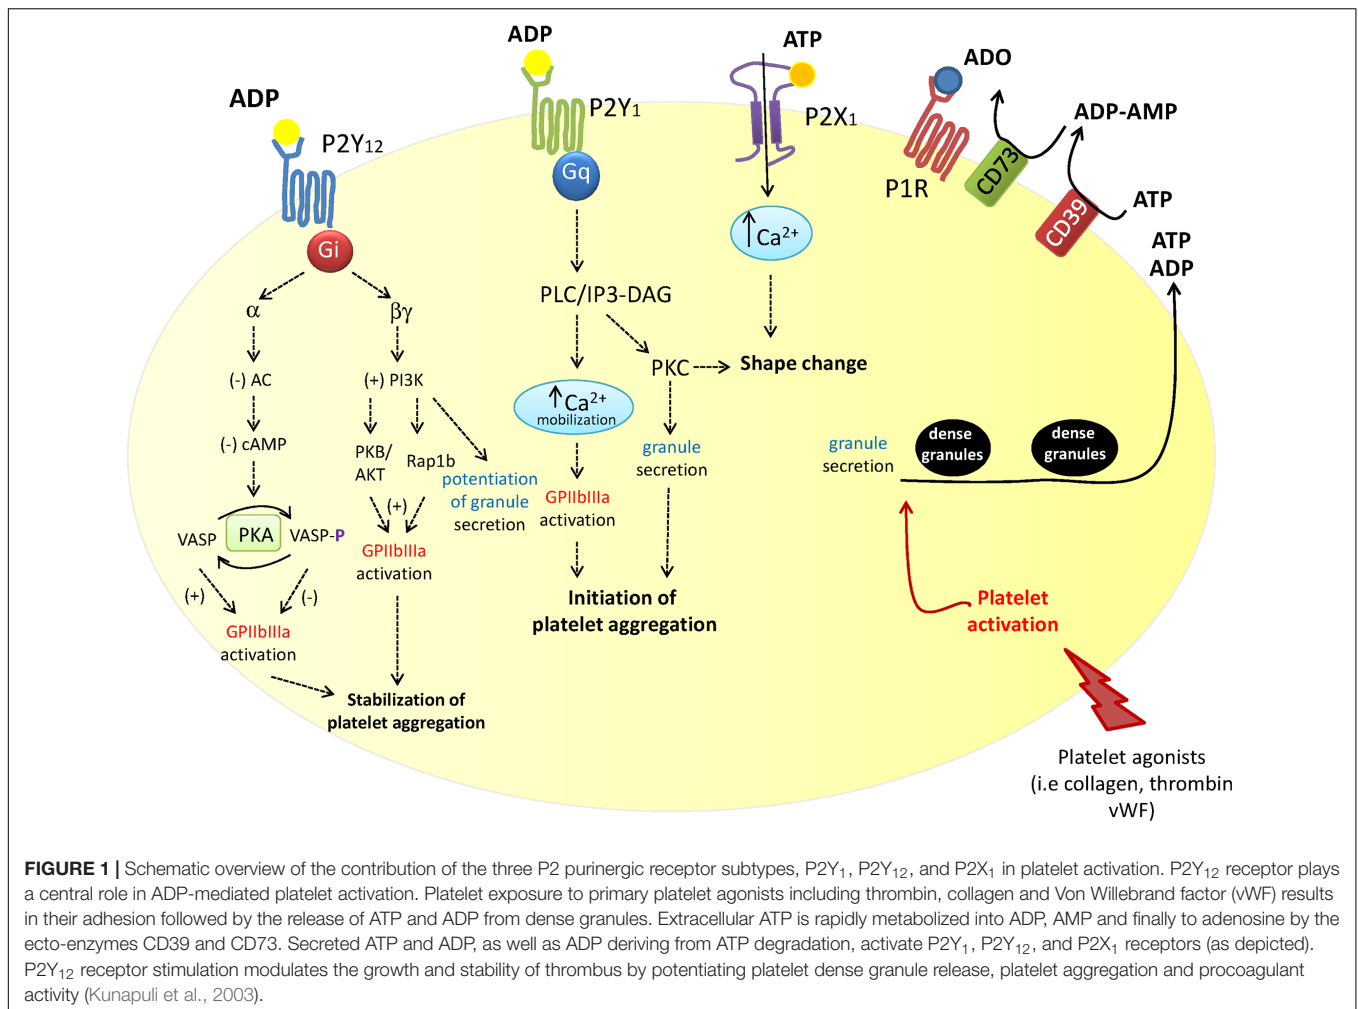 ADP
P2Y12
Gi
α
βγ
(-) AC
(+) PI3K
(-) cAMP
PKB/
AKT
Rap1b
potentiation
of granule
secretion
VASP
PKA
VASP-P
(+)
(-)
(+)
GPIIbIIIa
activation
GPIIbIIIa
activation
Stabilization of
platelet aggregation
ADP
P2Y1
Gq
PLC/IP3-DAG
PKC
Ca2+
mobilization
granule
secretion
GPIIbIIIa
activation
Initiation of
platelet aggregation
ATP
P2X1
Ca2+
Shape change
ADO
P1R
CD73
ADP-AMP
CD39
ATP
ATP
ADP
granule
secretion
dense
granules
dense
granules
Platelet
activation
Platelet agonists
(i.e collagen, thrombin
vWF)
FIGURE 1 | Schematic overview of the contribution of the three P2 purinergic receptor subtypes, P2Y1, P2Y12, and P2X1 in platelet activation. P2Y12 receptor plays
a central role in ADP-mediated platelet activation. Platelet exposure to primary platelet agonists including thrombin, collagen and Von Willebrand factor (vWF) results
in their adhesion followed by the release of ATP and ADP from dense granules. Extracellular ATP is rapidly metabolized into ADP, AMP and finally to adenosine by the
ecto-enzymes CD39 and CD73. Secreted ATP and ADP, as well as ADP deriving from ATP degradation, activate P2Y1, P2Y12, and P2X1 receptors (as depicted).
P2Y12 receptor stimulation modulates the growth and stability of thrombus by potentiating platelet dense granule release, platelet aggregation and procoagulant
activity (Kunapuli et al., 2003).